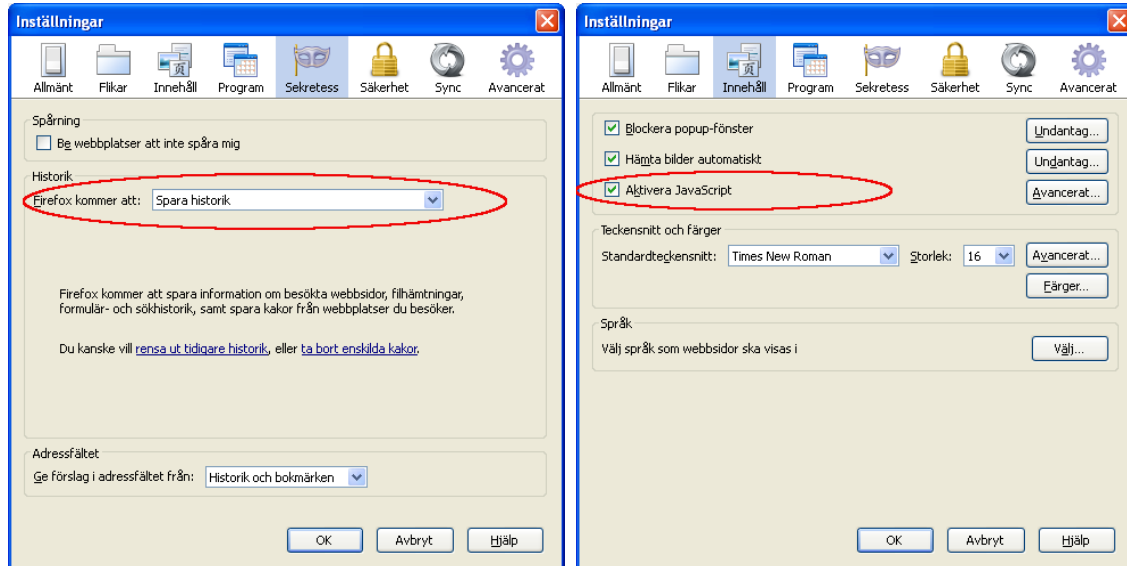 Inställningar
Allmänt Flikar Innehåll Program Sekretess Säkerhet Sync Avancerat
Spårning
Be webbplatser att inte spåra mig
Historik
Firefox kommer att: Spara historik
Firefox kommer att spara information om besökta webbsidor, filhämtningar,
formulär- och sökhistorik, samt spara kakor från webbplatser du besöker.
Du kanske vill rensa ut tidigare historik, eller ta bort enskilda kakor.
Adressfältet
Ge förslag i adressfältet från: Historik och bokmärken
OK Avbryt Hjälp
Inställningar
Allmänt Flikar Innehåll Program Sekretess Säkerhet Sync Avancerat
Blockera popup-fönster Undantag...
Hämta bilder automatiskt Undantag...
Aktivera JavaScript Avancerat...
Teckensnitt och färger
Standardteckensnitt: Times New Roman Storlek: 16 Avancerat...
Färger...
Språk
Välj språk som webbsidor ska visas i Välj...
OK Avbryt Hjälp